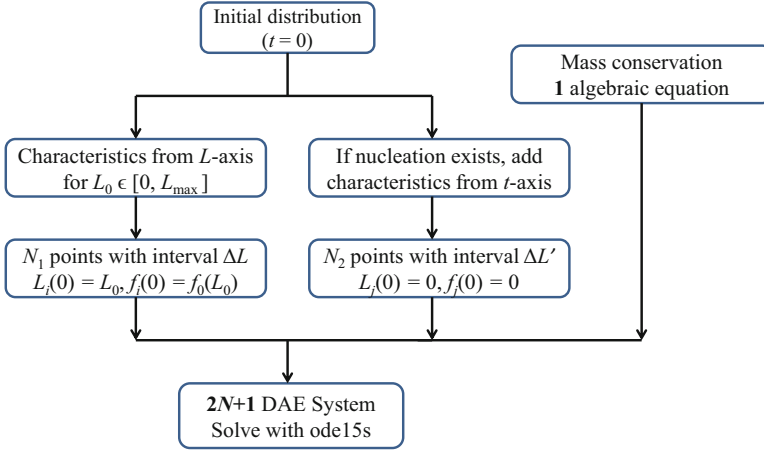 Initial distribution
(t = 0)
Mass conservation
1 algebraic equation
Characteristics from L-axis
for L₀ ϵ [0, Lₘₐₓ]
If nucleation exists, add
characteristics from t-axis
N₁ points with interval ΔL
Lᵢ(0) = L₀, fᵢ(0) = f₀(L₀)
N₂ points with interval ΔL′
Lⱼ(0) = 0, fⱼ(0) = 0
2N+1 DAE System
Solve with ode15s